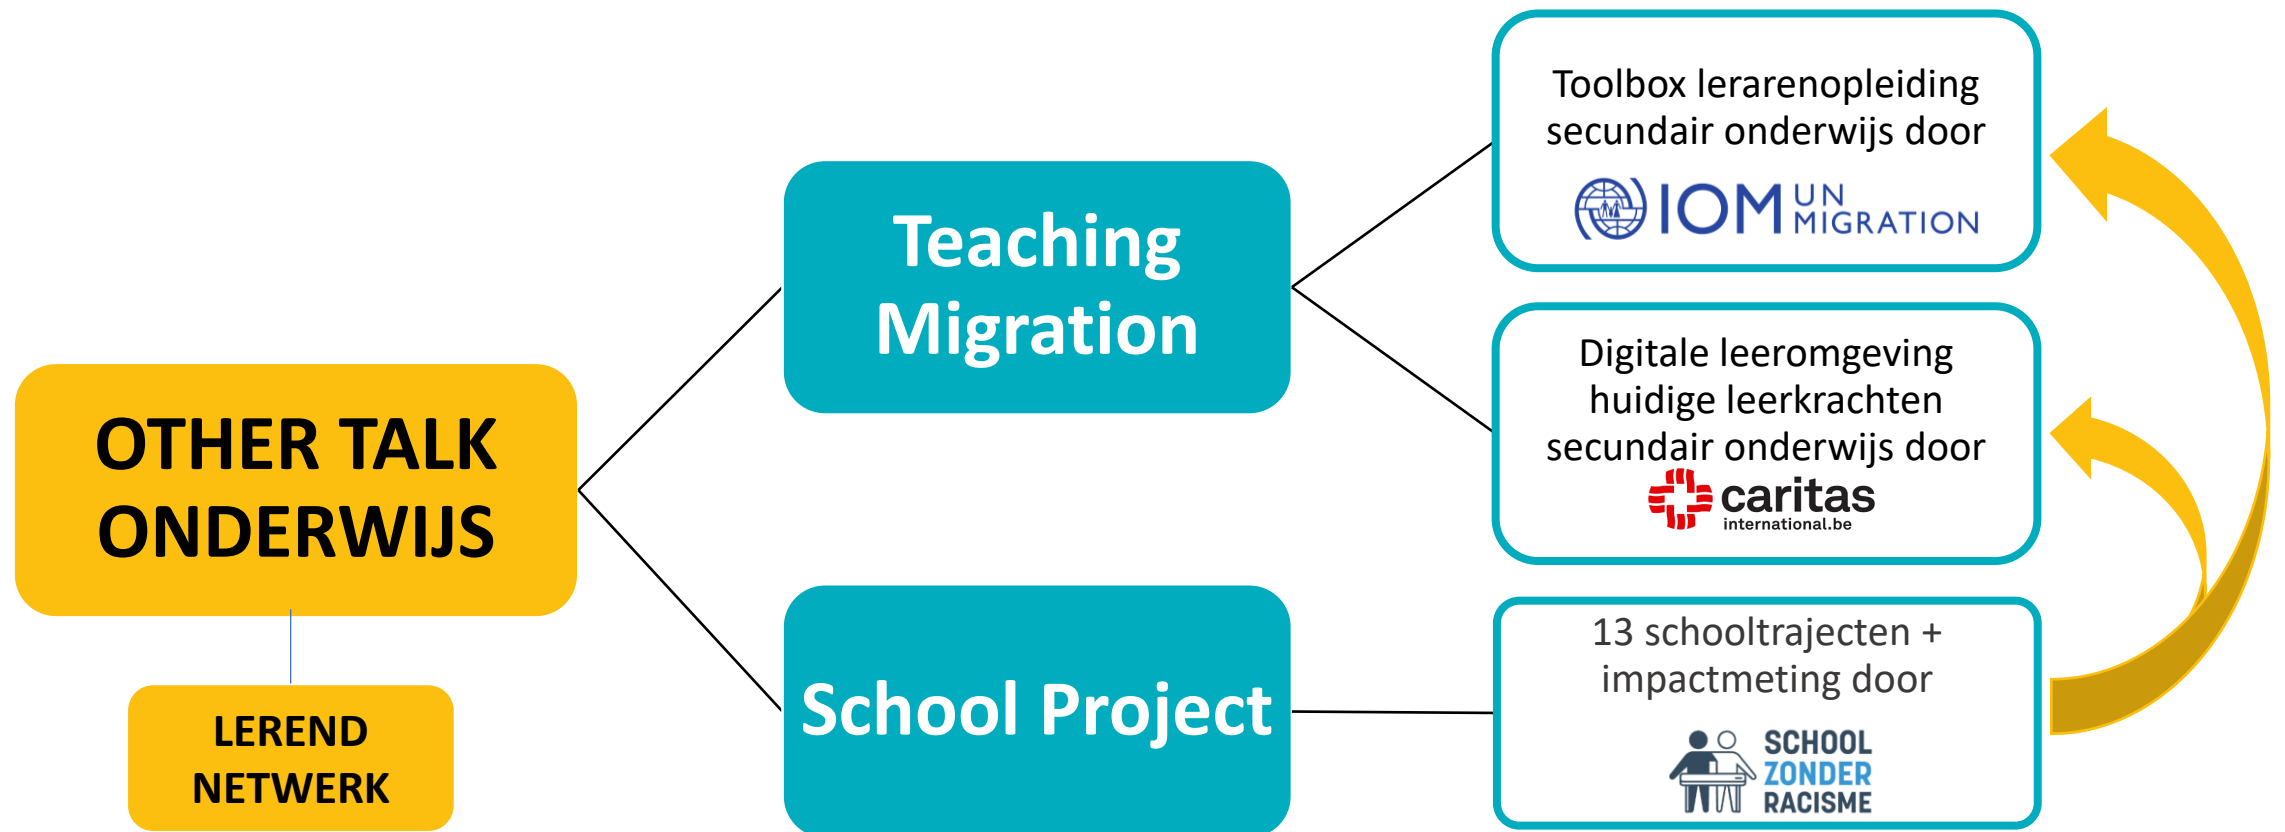 OTHER TALK
ONDERWIJS
LEREND
NETWERK
Teaching
Migration
School Project
Toolbox lerarenopleiding
secundair onderwijs door
IOM UN
MIGRATION
Digitale leeromgeving
huidige leerkrachten
secundair onderwijs door
caritas
international.be
13 schooltrajecten +
impactmeting door
SCHOOL
ZONDER
RACISME